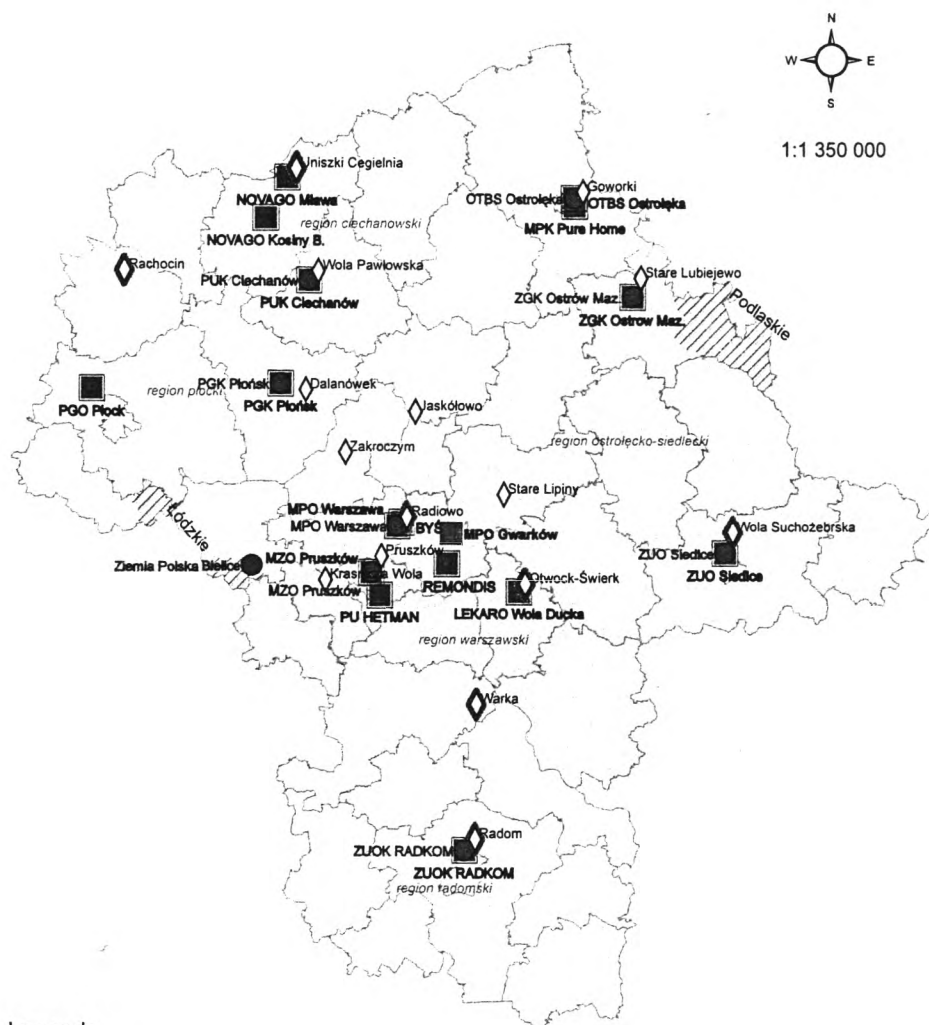 N
W E
S
1:1 350 000
Uniszki Cegielnia
NOVAGO Mława
region ciechanowski
NOVAGO Kosiny B.
Goworki
OTBS Ostrołęka
OTBS Ostrołęka
MPK Pure Home
Rachocin
Wola Pawłowska
PUK Ciechanów
PUK Ciechanów
Stare Lubiejewo
ZGK Ostrów Maz.
ZGK Ostrow Maz.
Podlaskie
PGK Płońsk
Dalanówek
region płocki
PGK Płońsk
PGO Płock
Jaskółowo
Zakroczym
region ostrołęcko-siedlecki
Stare Lipiny
Łódzkie
MPO Warszawa
Radiowo
MPO Warszawa
BYŚ
MPO Gwarków
Wola Suchożebrska
ZUO Siedlce
ZUO Siedlce
Ziemia Polska Bielice
MZO Pruszków
Pruszków
Krasnicza Wola
MZO Pruszków
REMONDIS
Otwock-Świerk
PU HETMAN
LEKARO Wola Ducka
region warszawski
Warka
Radom
ZUOK RADKOM
ZUOK RADKOM
region radomski